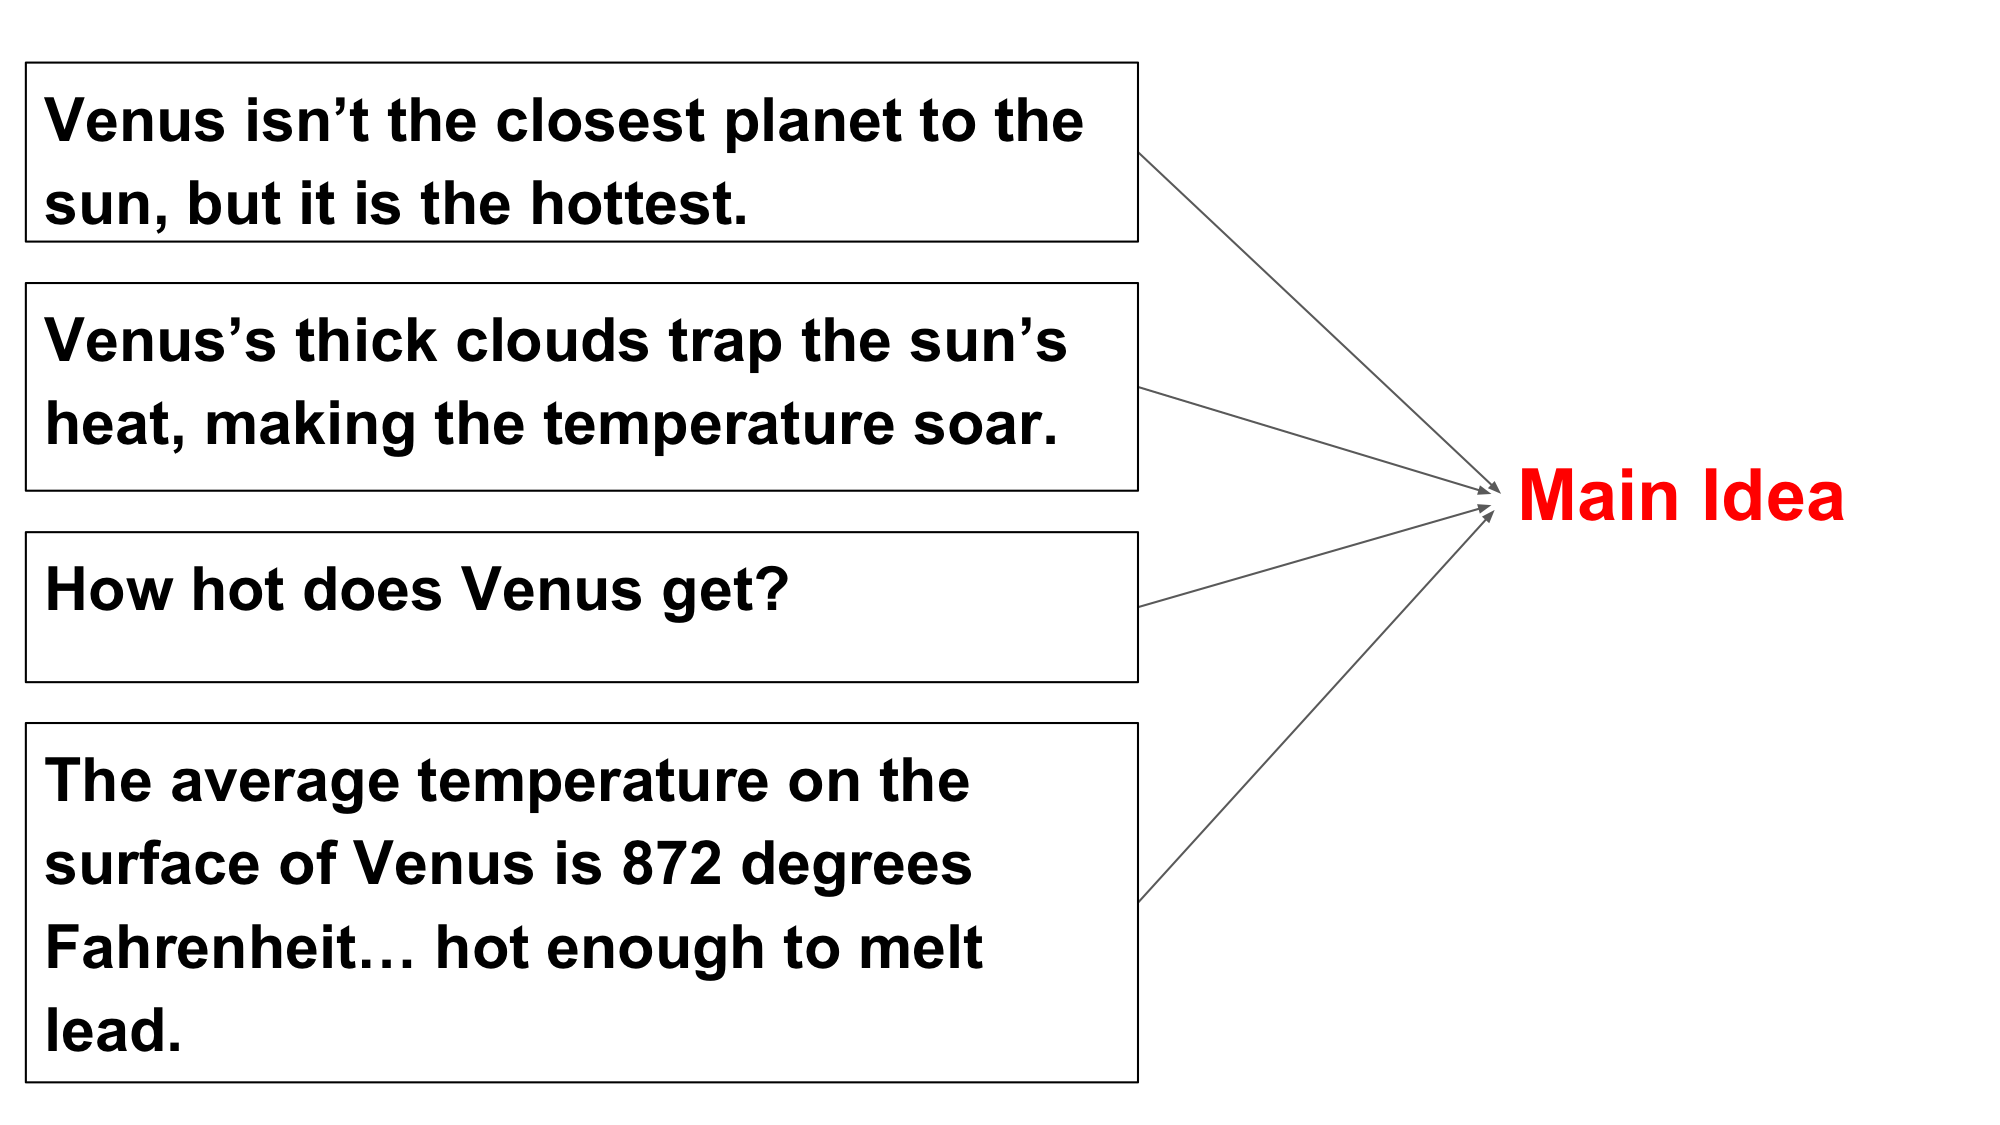 Venus isn’t the closest planet to the
sun, but it is the hottest.
Venus’s thick clouds trap the sun’s
heat, making the temperature soar.
How hot does Venus get?
The average temperature on the
surface of Venus is 872 degrees
Fahrenheit… hot enough to melt
lead.
Main Idea